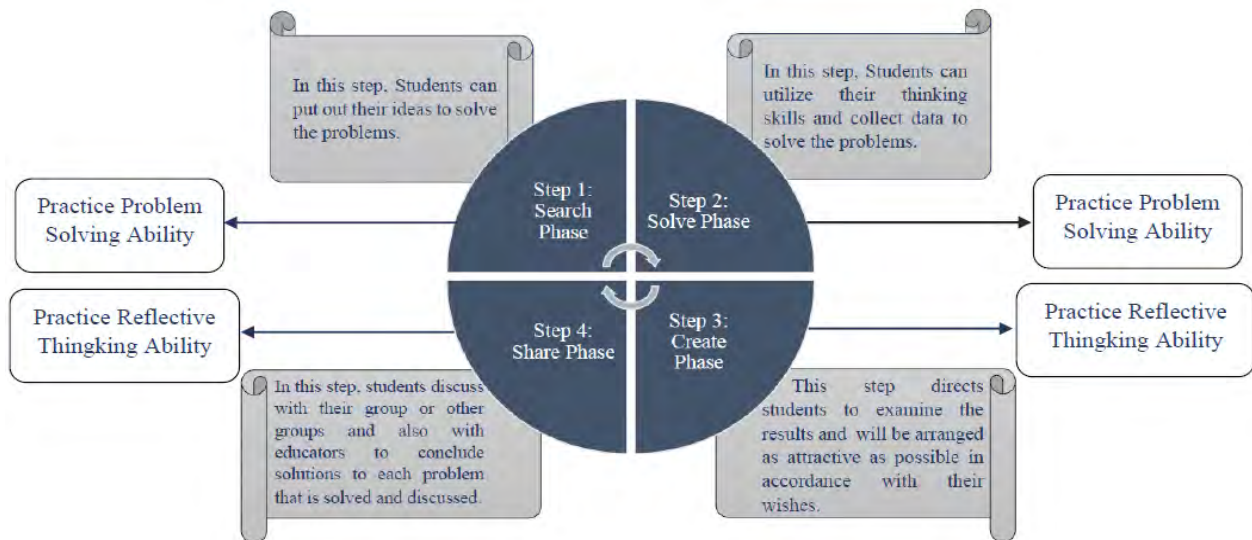 In this step, Students can
put out their ideas to solve
the problems.
In this step, Students can
utilize their thinking
skills and collect data to
solve the problems.
Step 1:
Search
Phase
Step 2:
Solve Phase
Practice Problem
Solving Ability
Practice Problem
Solving Ability
Practice Reflective
Thingking Ability
Step 4:
Share Phase
Step 3:
Create
Phase
Practice Reflective
Thingking Ability
In this step, students discuss
with their group or other
groups and also with
educators to conclude
solutions to each problem
that is solved and discussed.
This step directs
students to examine the
results and will be arranged
as attractive as possible in
accordance with their
wishes.